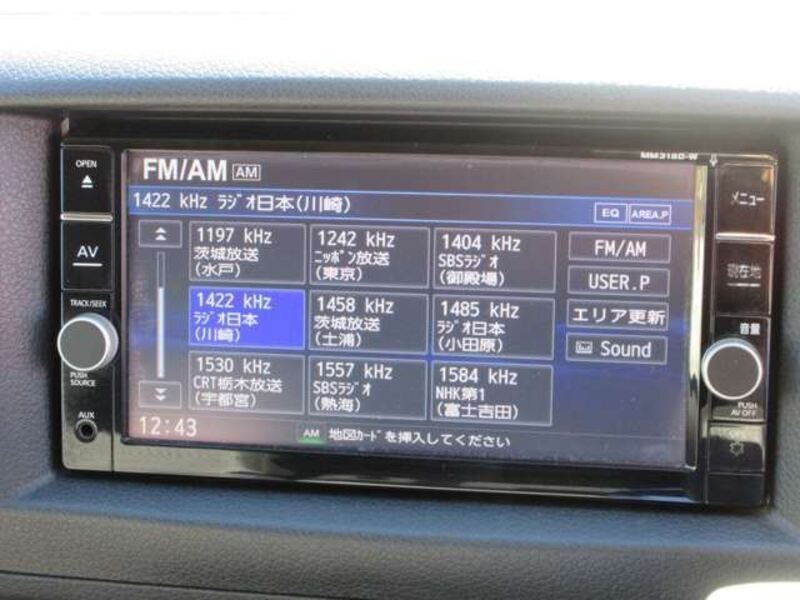 MM318D-W
OPEN
AV
TRACK/SEEK
PUSH
SOURCE
AUX
FM/AM AM
1422 kHz ﾗｼﾞｵ日本(川崎)
EQ AREA.P
1197 kHz
茨城放送
(水戸)
1242 kHz
ﾆｯﾎﾟﾝ放送
(東京)
1404 kHz
SBSﾗｼﾞｵ
(御殿場)
1422 kHz
ﾗｼﾞｵ日本
(川崎)
1458 kHz
茨城放送
(土浦)
1485 kHz
ﾗｼﾞｵ日本
(小田原)
1530 kHz
CRT栃木放送
(宇都宮)
1557 kHz
SBSﾗｼﾞｵ
(熱海)
1584 kHz
NHK第1
(富士吉田)
FM/AM
USER.P
エリア更新
Sound
12:43
AM 地図ｶｰﾄﾞを挿入してください
メニュー
現在地
音量
PUSH
AV OFF